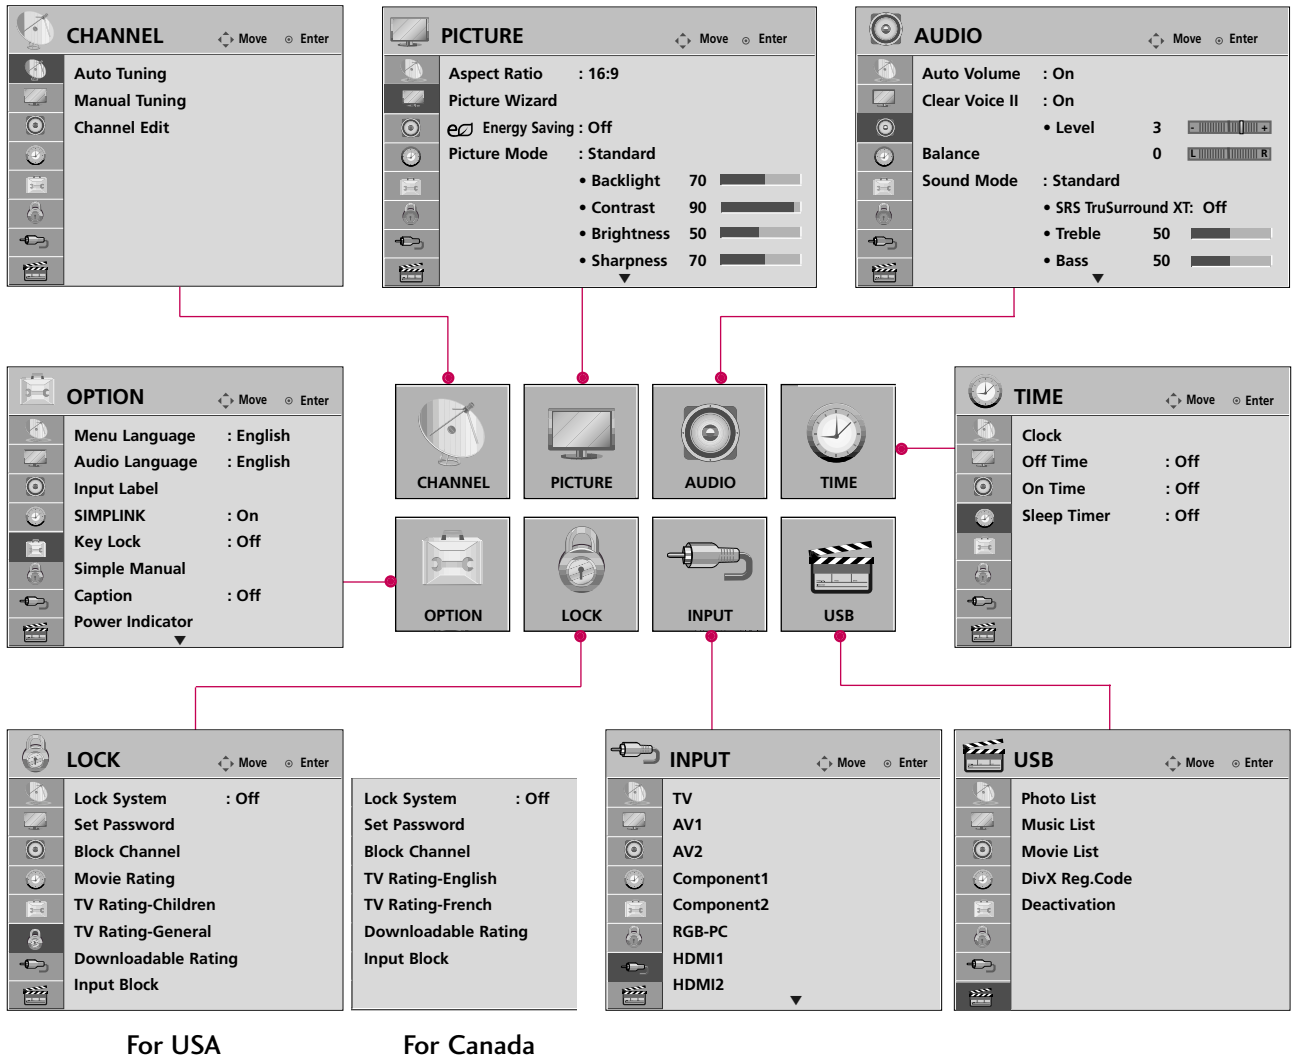 CHANNEL Move Enter
Auto Tuning
Manual Tuning
Channel Edit
PICTURE Move Enter
Aspect Ratio : 16:9
Picture Wizard
Energy Saving : Off
Picture Mode : Standard
• Backlight 70
• Contrast 90
• Brightness 50
• Sharpness 70
AUDIO Move Enter
Auto Volume : On
Clear Voice II : On
• Level 3 - +
Balance 0 L R
Sound Mode : Standard
• SRS TruSurround XT: Off
• Treble 50
• Bass 50
OPTION Move Enter
Menu Language : English
Audio Language : English
Input Label
SIMPLINK : On
Key Lock : Off
Simple Manual
Caption : Off
Power Indicator
CHANNEL PICTURE AUDIO TIME
OPTION LOCK INPUT USB
TIME Move Enter
Clock
Off Time : Off
On Time : Off
Sleep Timer : Off
LOCK Move Enter
Lock System : Off
Set Password
Block Channel
Movie Rating
TV Rating-Children
TV Rating-General
Downloadable Rating
Input Block
For USA
Lock System : Off
Set Password
Block Channel
TV Rating-English
TV Rating-French
Downloadable Rating
Input Block
For Canada
INPUT Move Enter
TV
AV1
AV2
Component1
Component2
RGB-PC
HDMI1
HDMI2
USB Move Enter
Photo List
Music List
Movie List
DivX Reg.Code
Deactivation